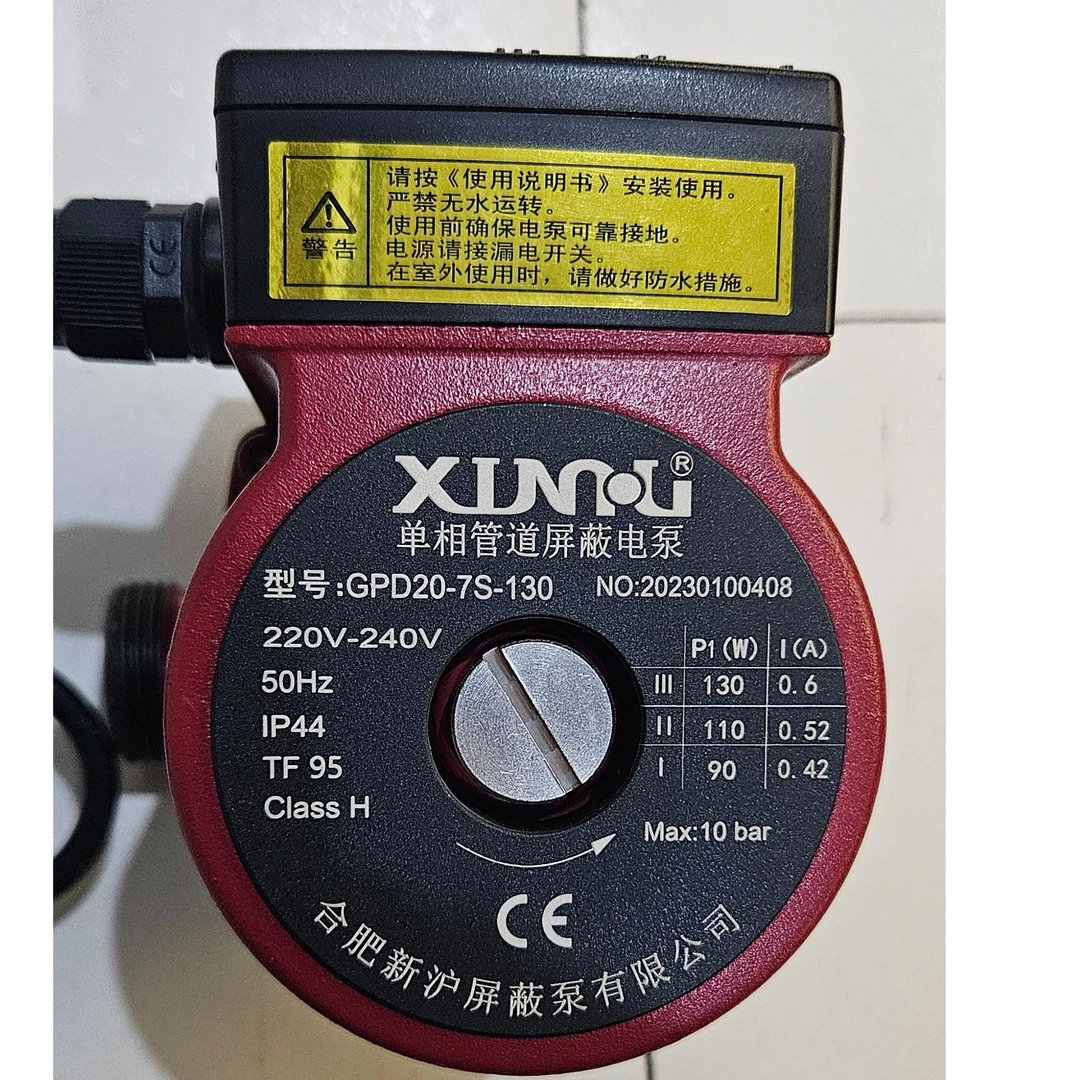 请按《使用说明书》安装使用。
严禁无水运转。
使用前确保电泵可靠接地。
电源请接漏电开关。
在室外使用时，请做好防水措施。
警告
CE
®
单相管道屏蔽电泵
型号:GPD20-7S-130 NO:20230100408
220V-240V
50Hz
IP44
TF 95
Class H
P1(W) I(A)
III 130 0.6
II 110 0.52
I 90 0.42
Max:10 bar
CE
合肥新沪屏蔽泵有限公司